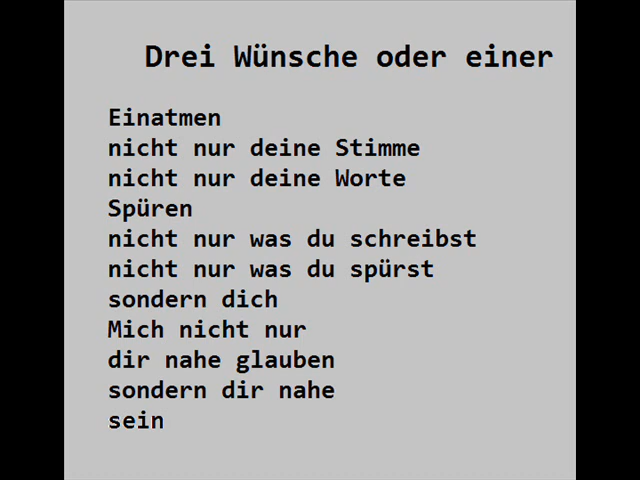 Drei Wünsche oder einer
Einatmen
nicht nur deine Stimme
nicht nur deine Worte
Spüren
nicht nur was du schreibst
nicht nur was du spürst
sondern dich
Mich nicht nur
dir nahe glauben
sondern dir nahe
sein